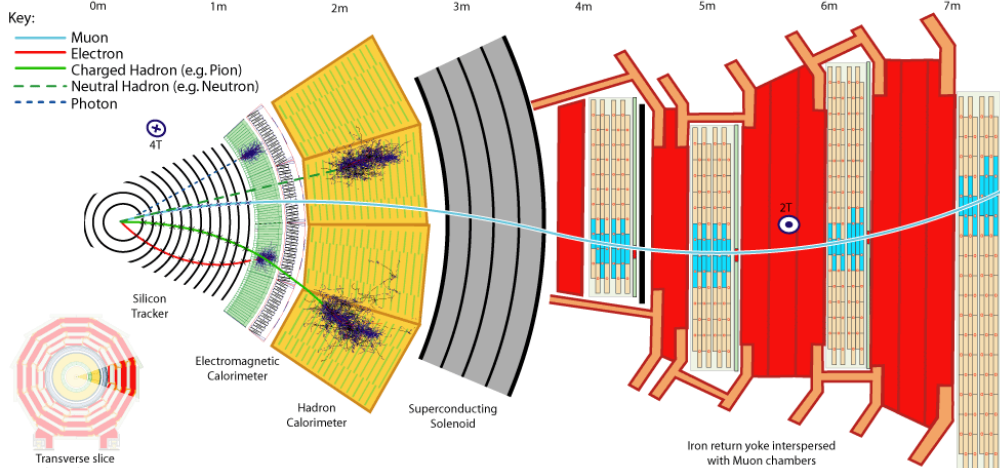 0m 1m 2m 3m 4m 5m 6m 7m
Key:
Muon
Electron
Charged Hadron (e.g. Pion)
Neutral Hadron (e.g. Neutron)
Photon
4T
2T
Silicon
Tracker
Electromagnetic
Calorimeter
Hadron
Calorimeter
Superconducting
Solenoid
Iron return yoke interspersed
with Muon chambers
Transverse slice